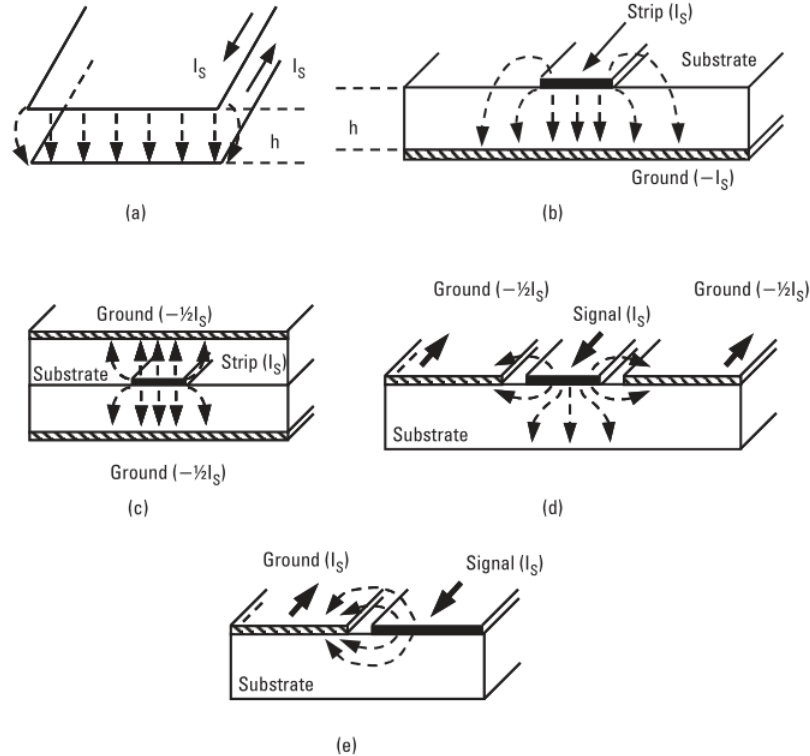 I_S
I_S
h
(a)
Strip (I_S)
Substrate
h
Ground (−I_S)
(b)
Ground (−½I_S)
Strip (I_S)
Substrate
Ground (−½I_S)
(c)
Ground (−½I_S)
Ground (−½I_S)
Signal (I_S)
Substrate
(d)
Ground (I_S)
Signal (I_S)
Substrate
(e)